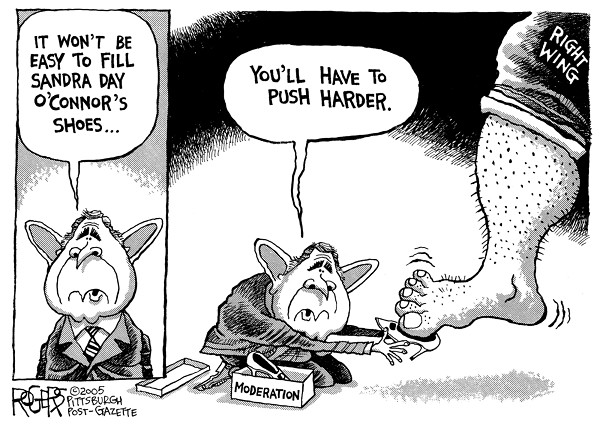 IT WON'T BE
EASY TO FILL
SANDRA DAY
O'CONNOR'S
SHOES...
YOU'LL HAVE TO
PUSH HARDER.
RIGHT
WING
MODERATION
ROGERS
©2005
PITTSBURGH
POST-GAZETTE